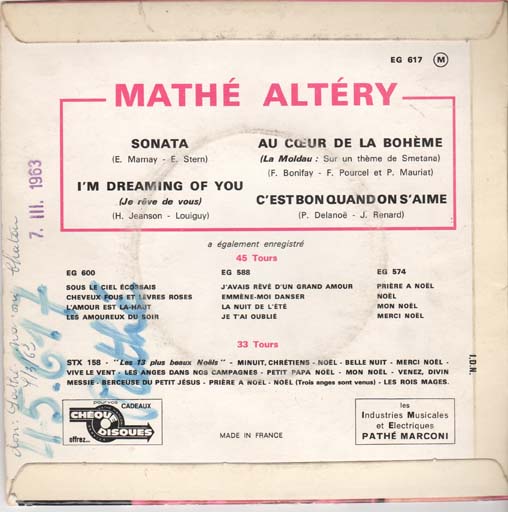 EG 617 M
MATHÉ ALTÉRY
SONATA
(E. Marnay - E. Stern)
I'M DREAMING OF YOU
(Je rêve de vous)
(H. Jeanson - Louiguy)
AU CŒUR DE LA BOHÈME
(La Moldau : Sur un thème de Smetana)
(F. Bonifay - F. Pourcel et P. Mauriat)
C'EST BON QUAND ON S'AIME
(P. Delanoë - J. Renard)
a également enregistré
45 Tours
EG 600
SOUS LE CIEL ÉCOSSAIS
CHEVEUX FOUS ET LÈVRES ROSES
L'AMOUR EST LA-HAUT
LES AMOUREUX DU SOIR
EG 588
J'AVAIS RÊVÉ D'UN GRAND AMOUR
EMMÈNE-MOI DANSER
LA NUIT DE L'ÉTÉ
JE T'AI OUBLIÉ
EG 574
PRIÈRE A NOËL
NOËL
MON NOËL
MERCI NOËL
33 Tours
STX 158 - "Les 13 plus beaux Noëls" - MINUIT, CHRÉTIENS - NOËL - BELLE NUIT - MERCI NOËL -
VIVE LE VENT - LES ANGES DANS NOS CAMPAGNES - PETIT PAPA NOËL - MON NOËL - VENEZ, DIVIN
MESSIE - BERCEUSE DU PETIT JÉSUS - PRIÈRE A NOËL - NOËL (Trois anges sont venus) - LES ROIS MAGES.
pour vos CADEAUX
CHÈQUE
DISQUES
offrez...
MADE IN FRANCE
les
Industries Musicales
et Electriques
PATHÉ MARCONI
I.D.N.
7. III. 1963
45.617